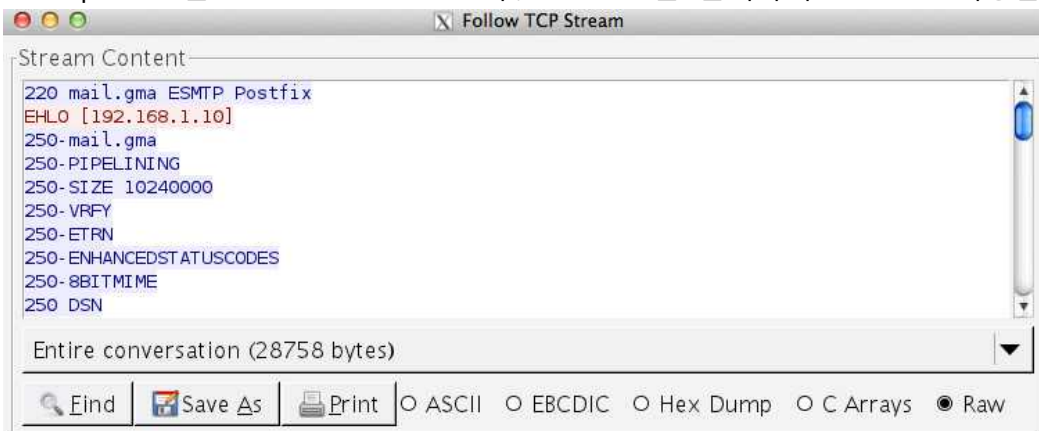 Follow TCP Stream
Stream Content
220 mail.gma ESMTP Postfix
EHLO [192.168.1.10]
250-mail.gma
250-PIPELINING
250-SIZE 10240000
250-VRFY
250-ETRN
250-ENHANCEDSTATUSCODES
250-8BITMIME
250 DSN
Entire conversation (28758 bytes)
Find Save As Print ASCII EBCDIC Hex Dump C Arrays Raw